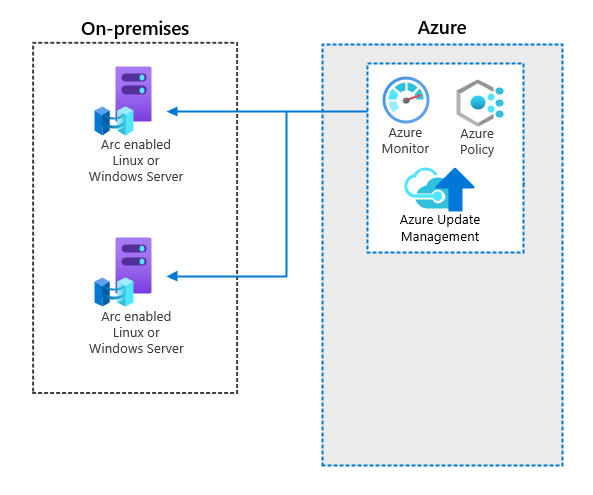 On-premises
Azure
Arc enabled
Linux or
Windows Server
Azure
Monitor
Azure
Policy
Azure Update
Management
Arc enabled
Linux or
Windows Server